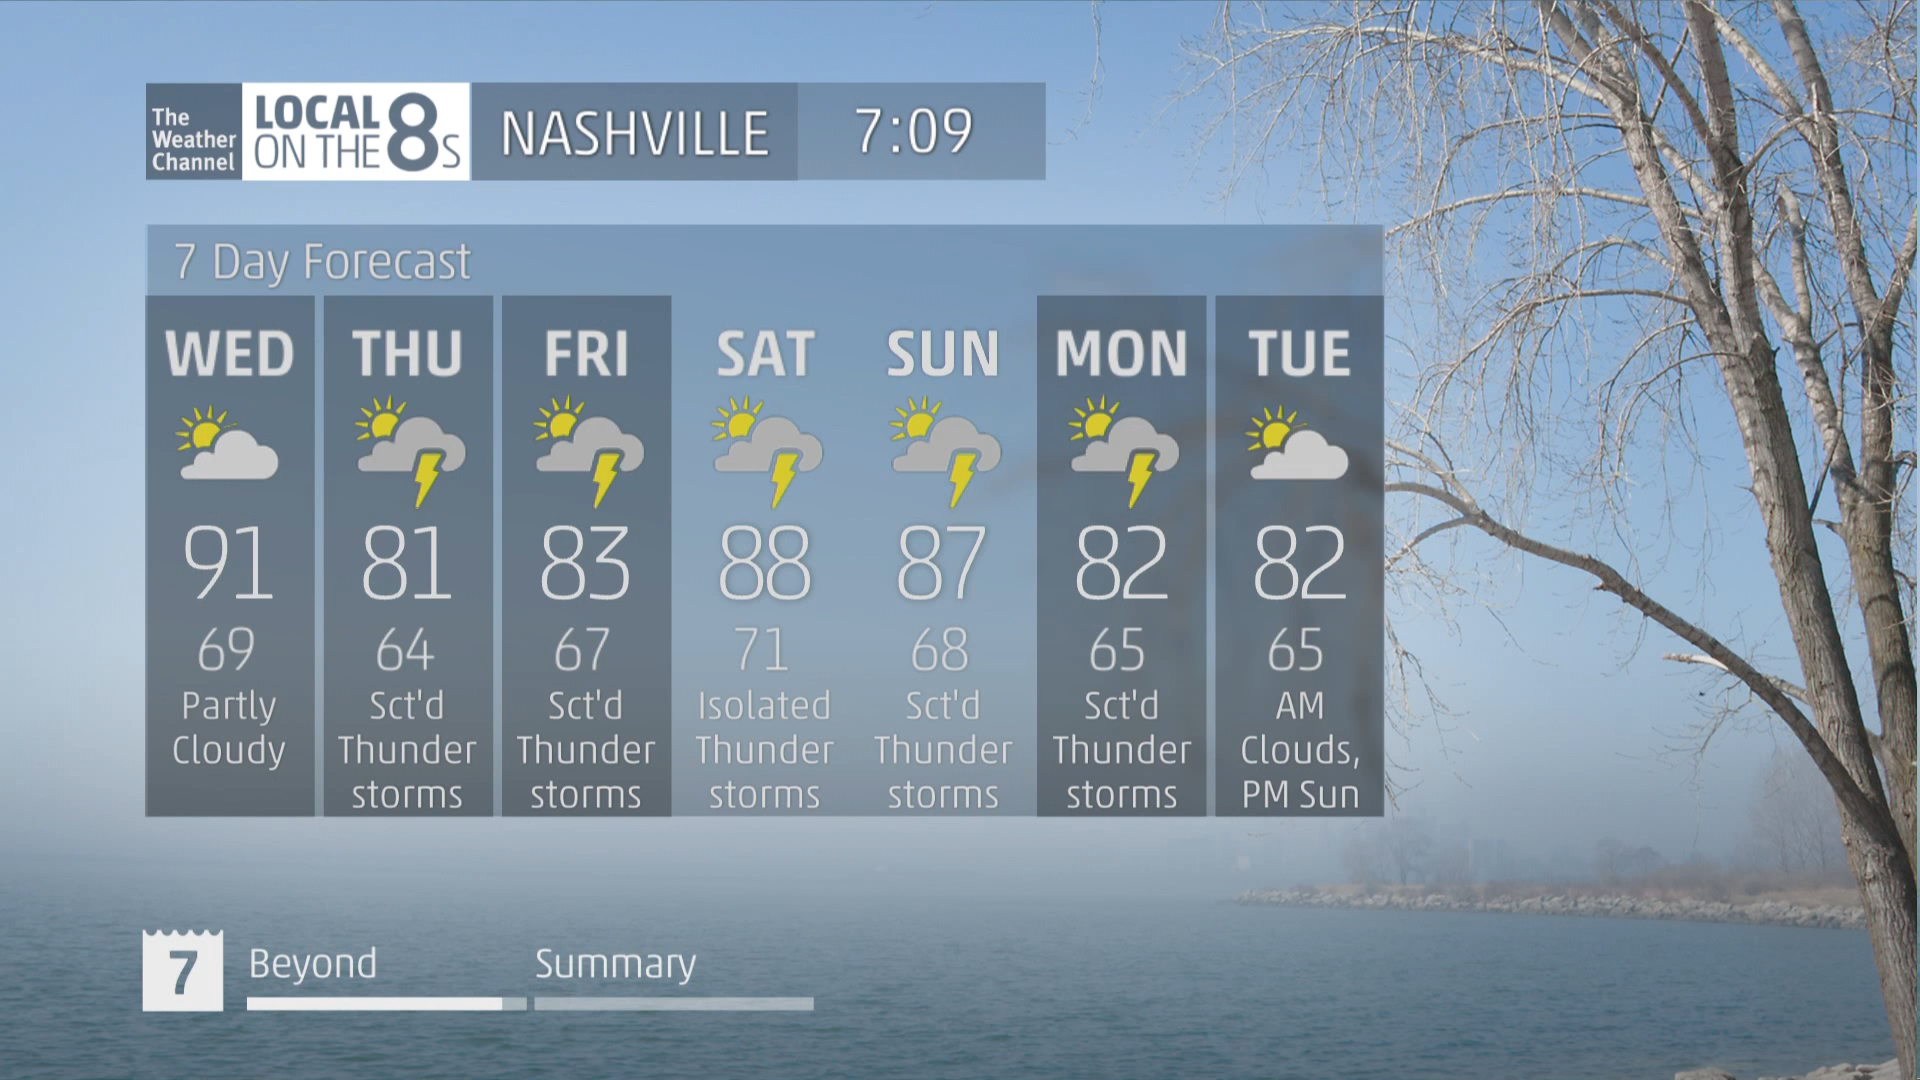 The
Weather
Channel
LOCAL
ON THE 8s
NASHVILLE
7:09
7 Day Forecast
WED
91
69
Partly
Cloudy
THU
81
64
Sct'd
Thunder
storms
FRI
83
67
Sct'd
Thunder
storms
SAT
88
71
Isolated
Thunder
storms
SUN
87
68
Sct'd
Thunder
storms
MON
82
65
Sct'd
Thunder
storms
TUE
82
65
AM
Clouds,
PM Sun
7
Beyond
Summary